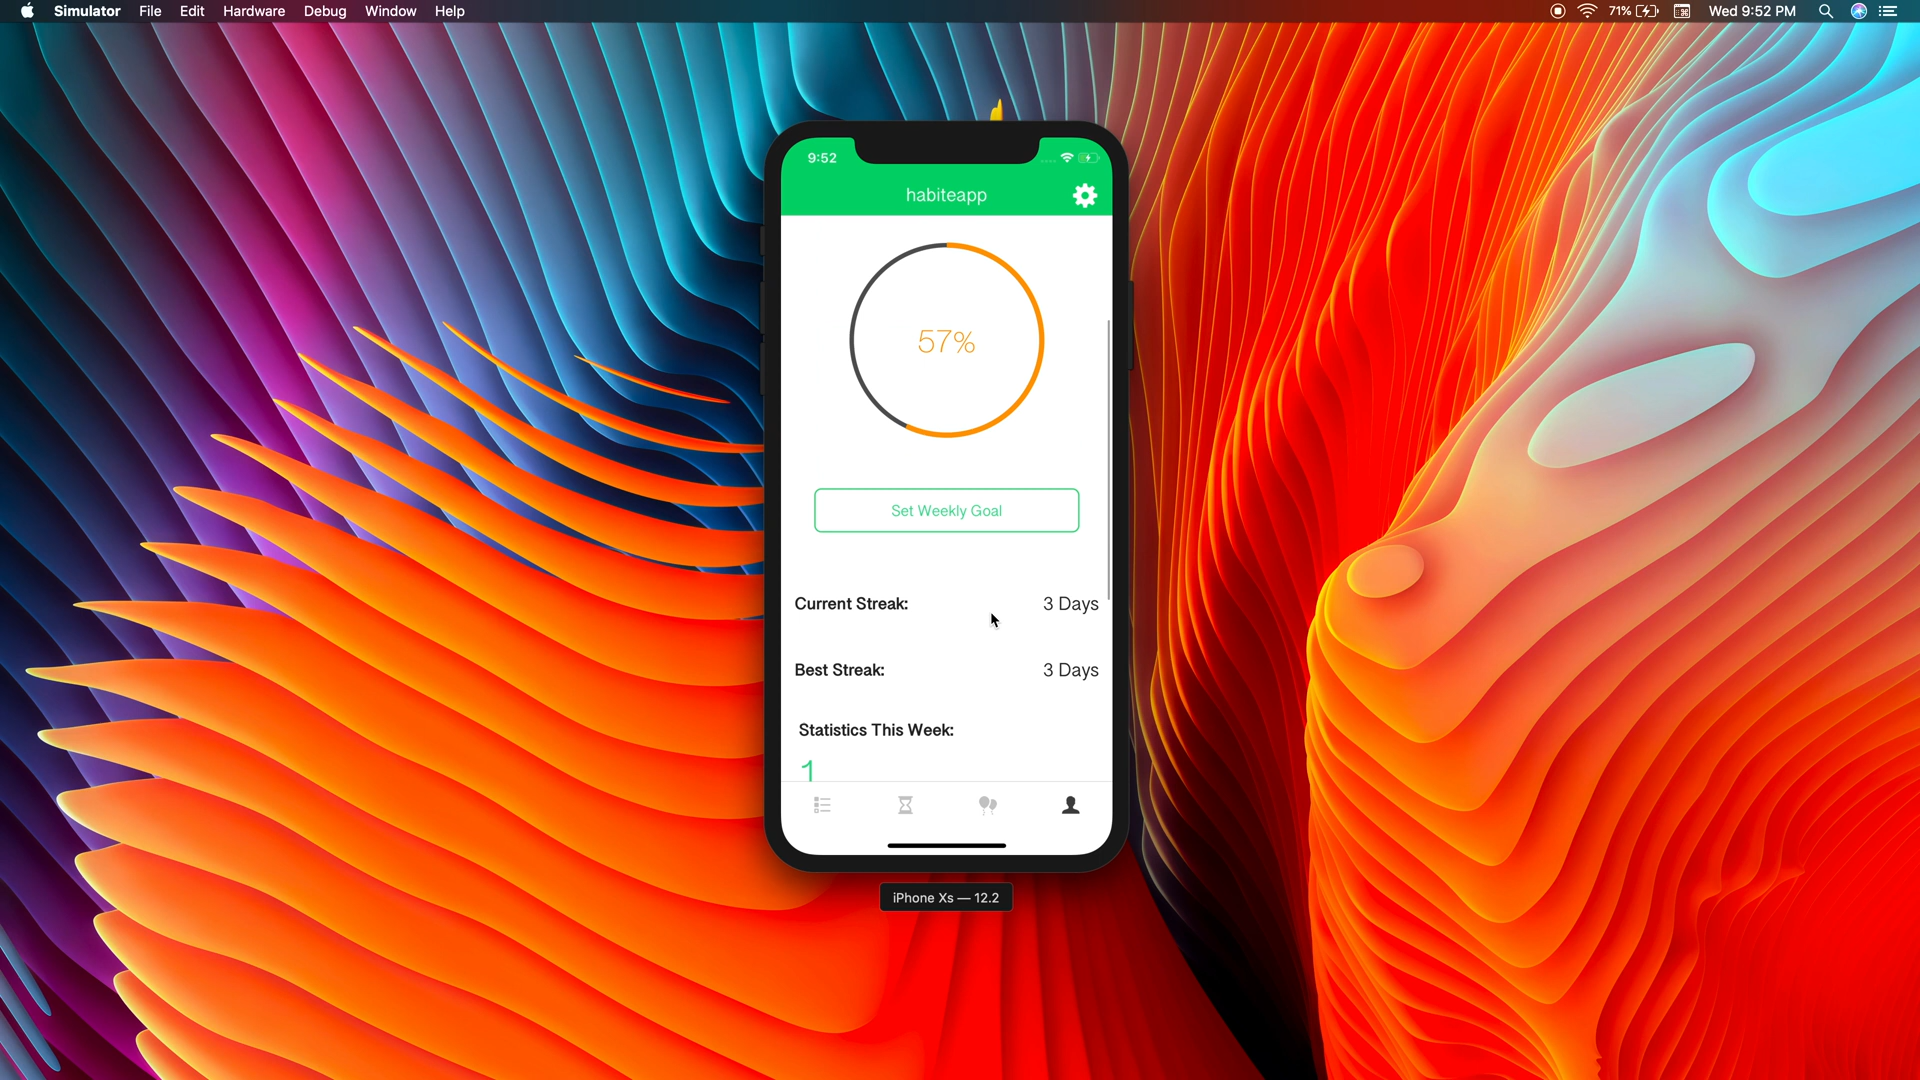 Simulator File Edit Hardware Debug Window Help 71% Wed 9:52 PM
9:52
habiteapp
57%
Set Weekly Goal
Current Streak: 3 Days
Best Streak: 3 Days
Statistics This Week:
1
iPhone Xs — 12.2